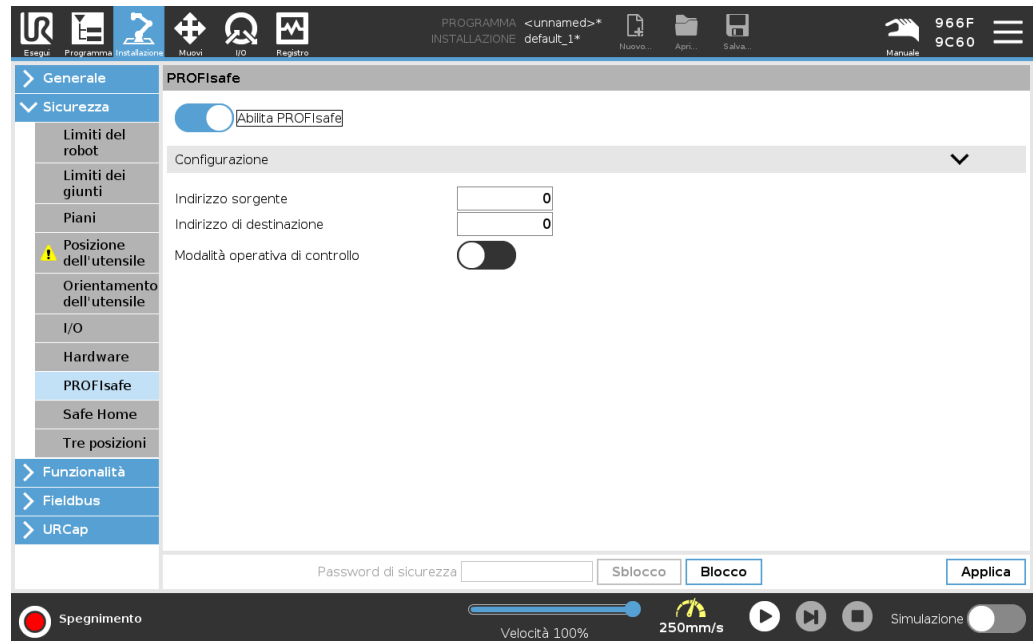 PROGRAMMA <unnamed>*
INSTALLAZIONE default_1*
UR
Esegui
Programma
Installazione
Muovi
I/O
Registro
Nuovo...
Apri...
Salva...
Manuale
966F
9C60
Generale
Sicurezza
Limiti del
robot
Limiti dei
giunti
Piani
Posizione
dell'utensile
Orientamento
dell'utensile
I/O
Hardware
PROFIsafe
Safe Home
Tre posizioni
Funzionalità
Fieldbus
URCap
PROFIsafe
Abilita PROFIsafe
Configurazione
Indirizzo sorgente 0
Indirizzo di destinazione 0
Modalità operativa di controllo
Password di sicurezza
Sblocco
Blocco
Applica
Spegnimento
Velocità 100%
250mm/s
Simulazione